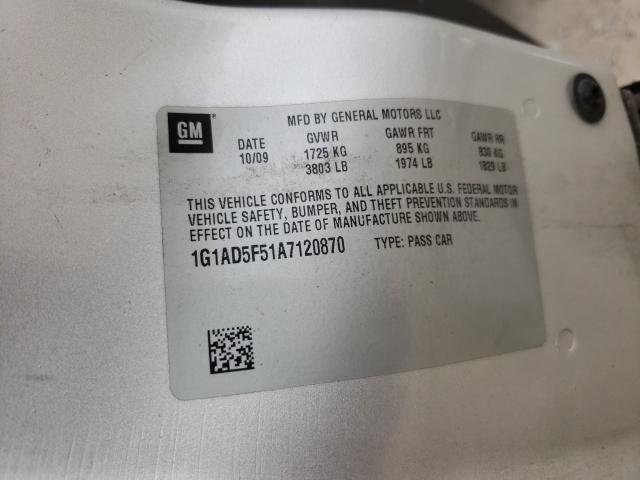 GM
MFD BY GENERAL MOTORS LLC
DATE GVWR GAWR FRT GAWR RR
10/09 1725 KG 895 KG 830 KG
3803 LB 1974 LB 1829 LB
THIS VEHICLE CONFORMS TO ALL APPLICABLE U.S. FEDERAL MOTOR
VEHICLE SAFETY, BUMPER, AND THEFT PREVENTION STANDARDS IN
EFFECT ON THE DATE OF MANUFACTURE SHOWN ABOVE.
1G1AD5F51A7120870 TYPE: PASS CAR